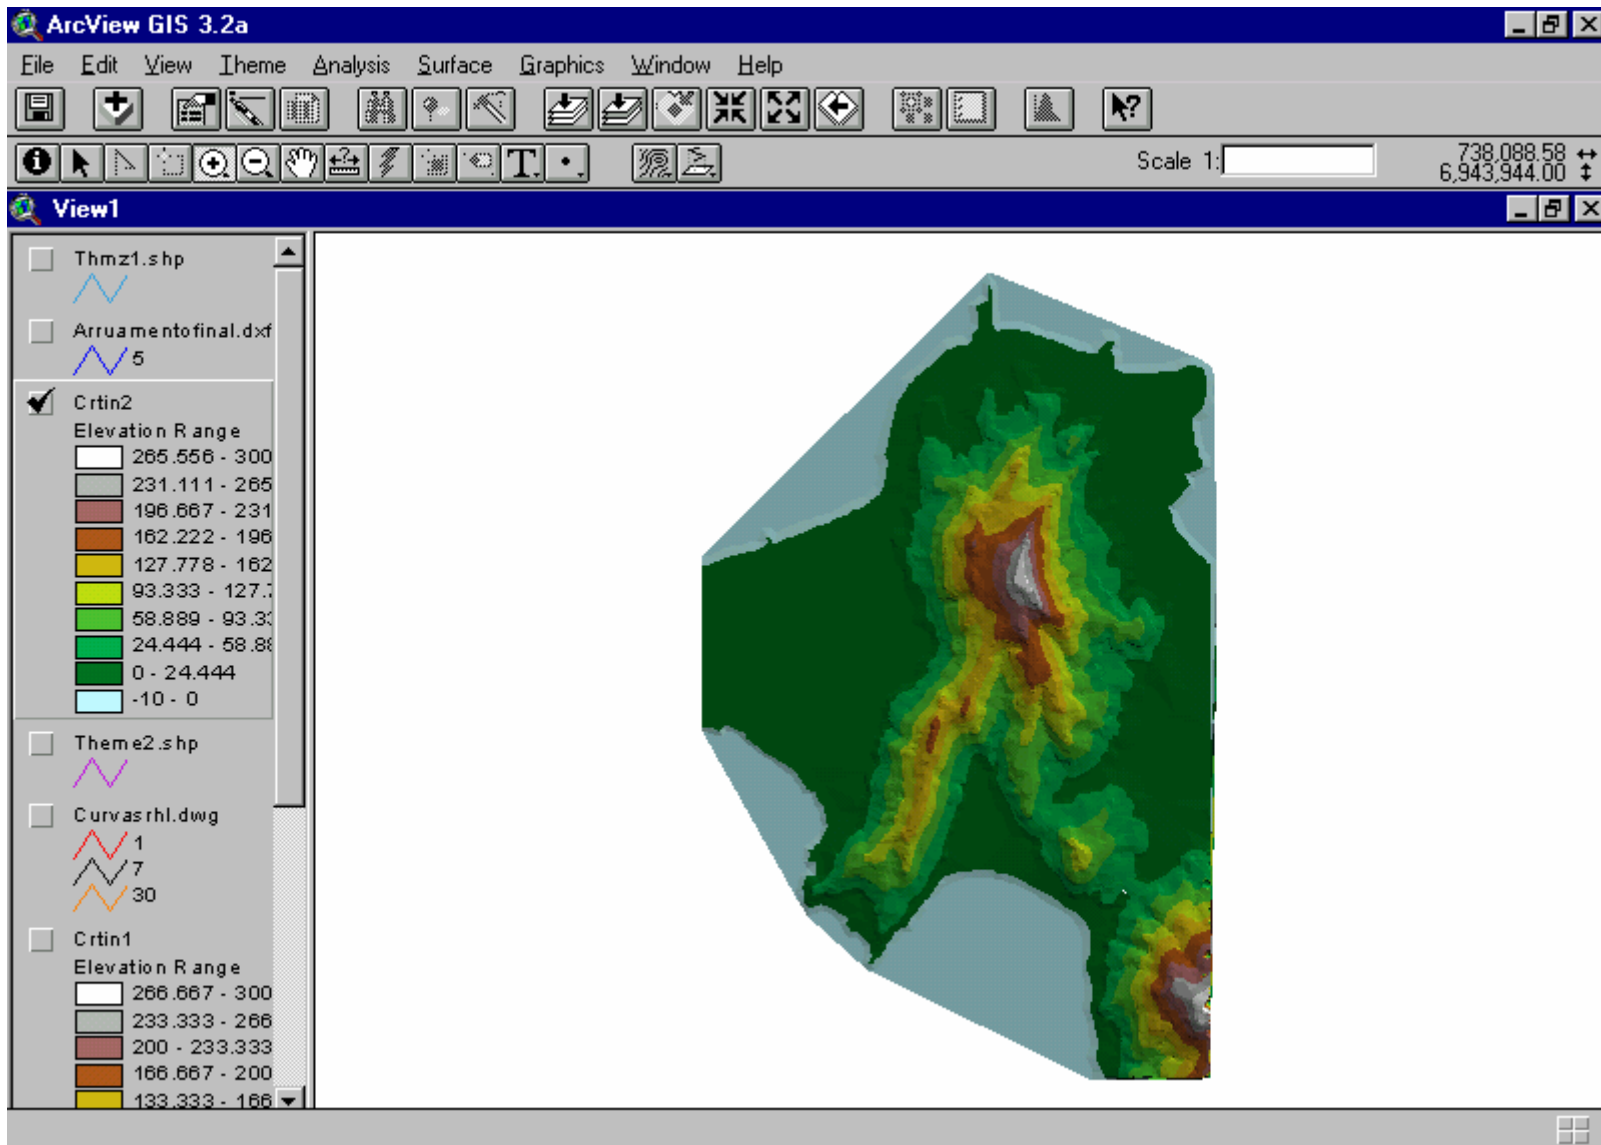 ArcView GIS 3.2a
File Edit View Theme Analysis Surface Graphics Window Help
Scale 1:
738,088.58
6,943,944.00
View1
Thmz1.shp
Arruamentofinal.dxf
5
Crtin2
Elevation Range
265.556 - 300
231.111 - 265
196.667 - 231
162.222 - 196
127.778 - 162
93.333 - 127.7
58.889 - 93.33
24.444 - 58.88
0 - 24.444
-10 - 0
Theme2.shp
Curvasrhl.dwg
1
7
30
Crtin1
Elevation Range
266.667 - 300
233.333 - 266
200 - 233.333
166.667 - 200
133.333 - 166